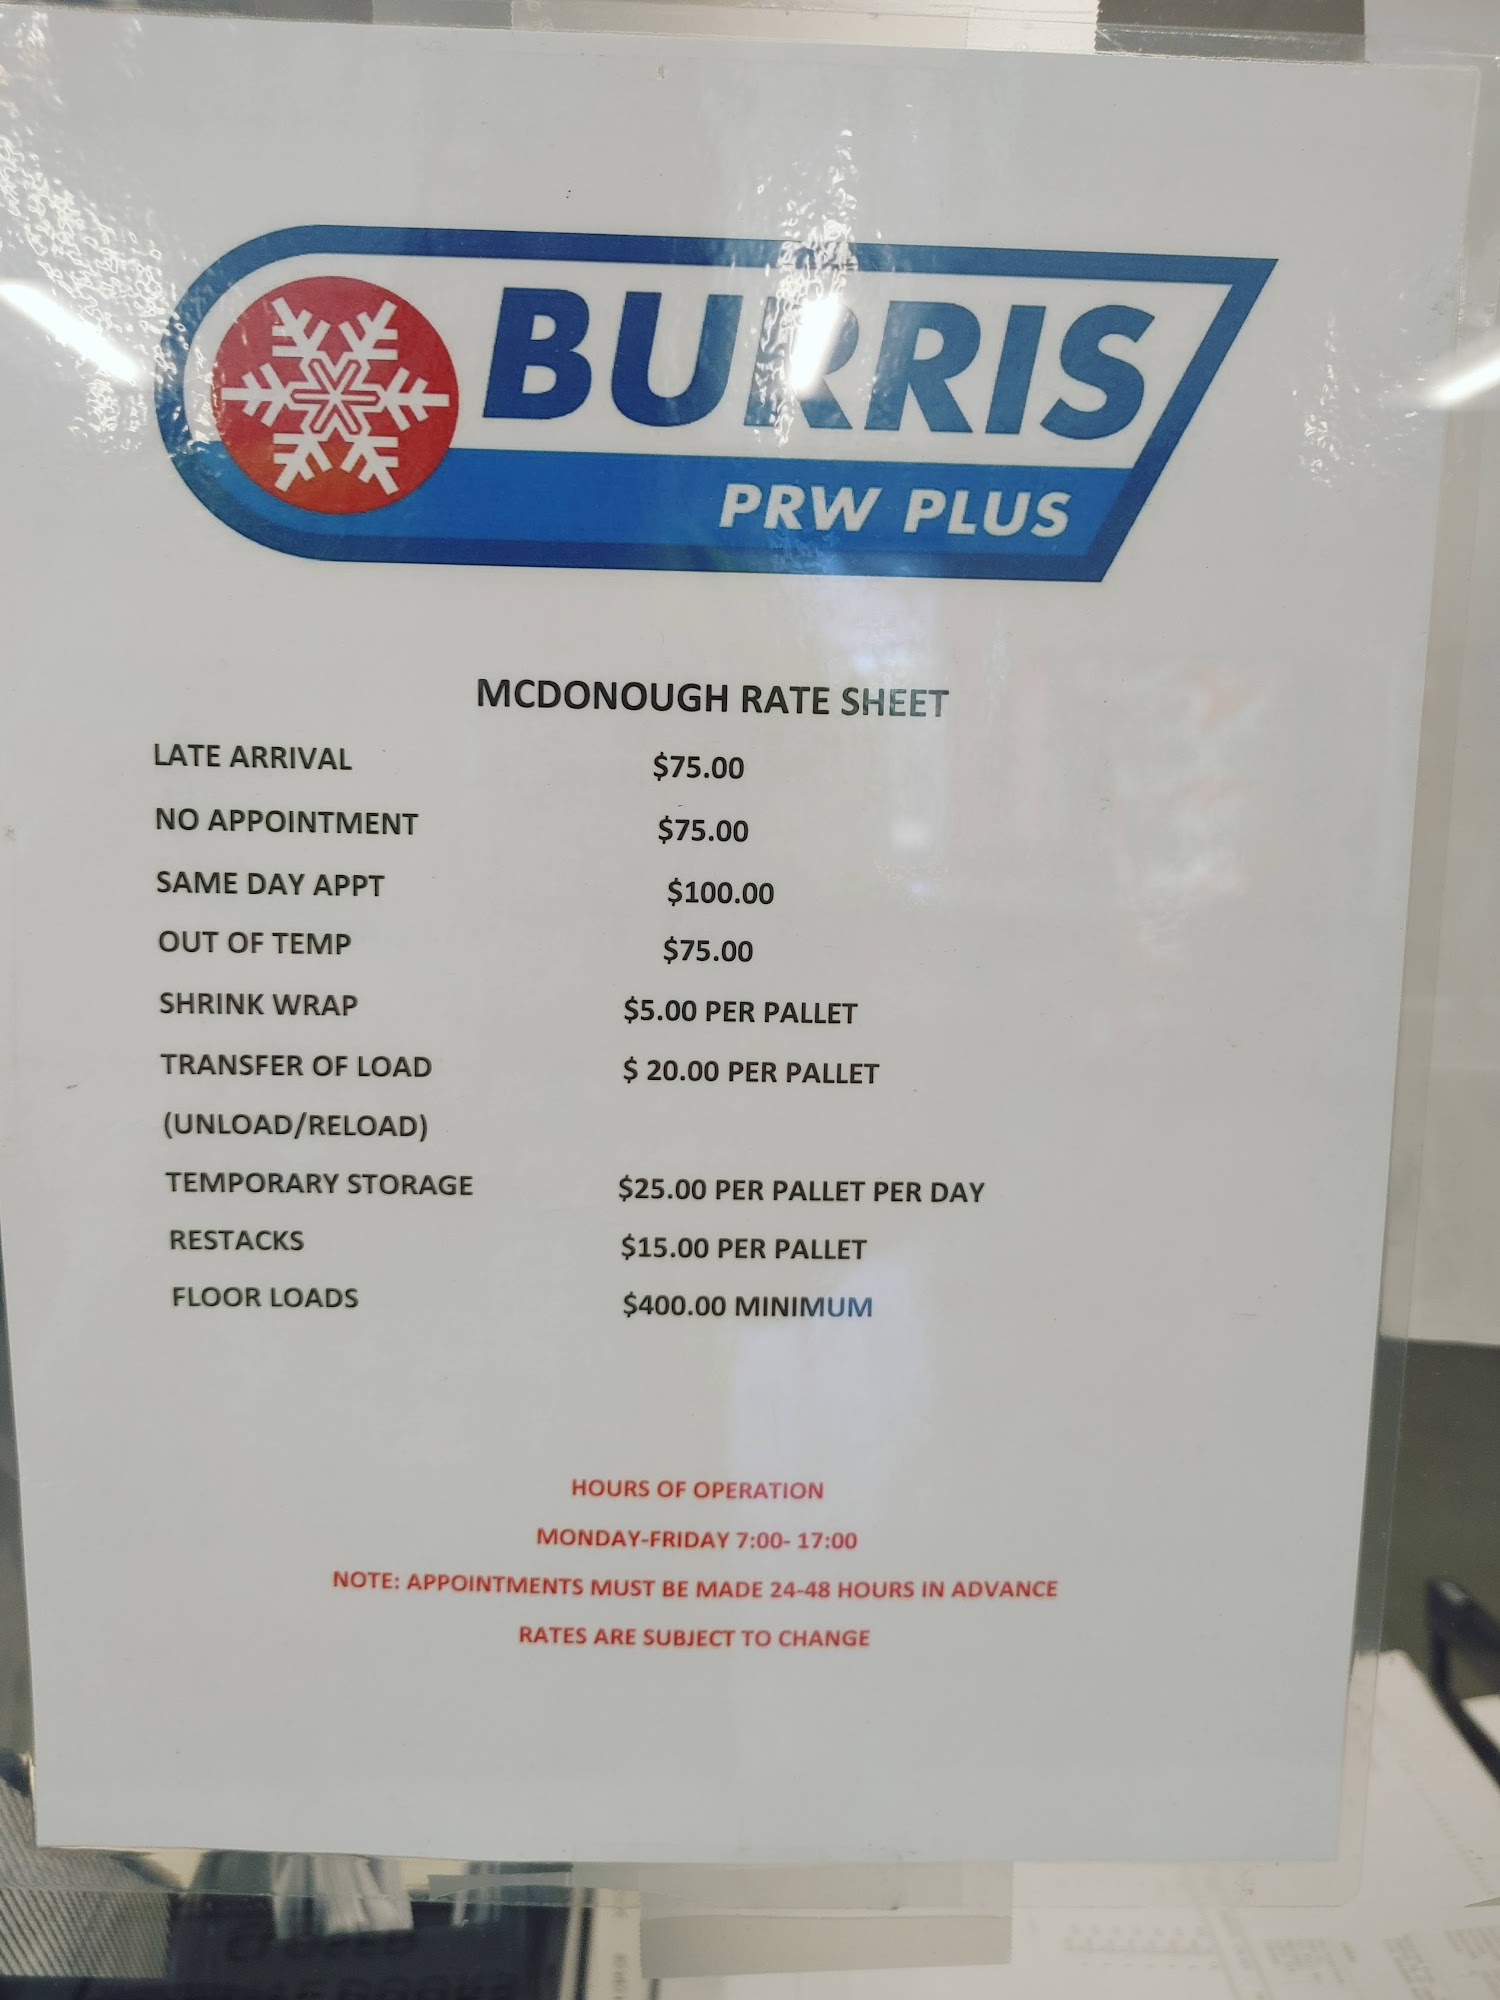 BURRIS
PRW PLUS
MCDONOUGH RATE SHEET
LATE ARRIVAL $75.00
NO APPOINTMENT $75.00
SAME DAY APPT $100.00
OUT OF TEMP $75.00
SHRINK WRAP $5.00 PER PALLET
TRANSFER OF LOAD $ 20.00 PER PALLET
(UNLOAD/RELOAD)
TEMPORARY STORAGE $25.00 PER PALLET PER DAY
RESTACKS $15.00 PER PALLET
FLOOR LOADS $400.00 MINIMUM
HOURS OF OPERATION
MONDAY-FRIDAY 7:00- 17:00
NOTE: APPOINTMENTS MUST BE MADE 24-48 HOURS IN ADVANCE
RATES ARE SUBJECT TO CHANGE